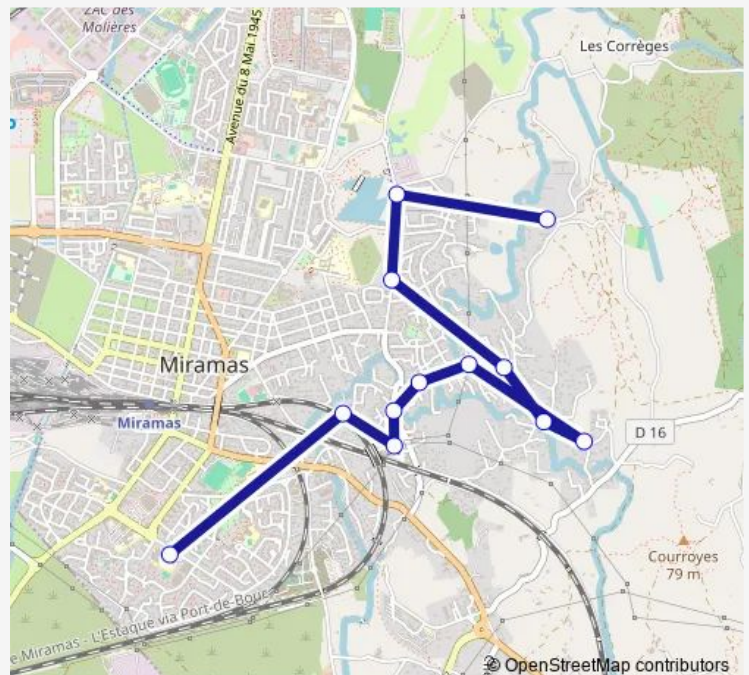 ZAC des
Molières
Les Corrèges
Avenue du 8 Mai 1945
Miramas
Miramas
D 16
Courroyes
79 m
e Miramas - L'Estaque via Port-de-Bouc
© OpenStreetMap contributors